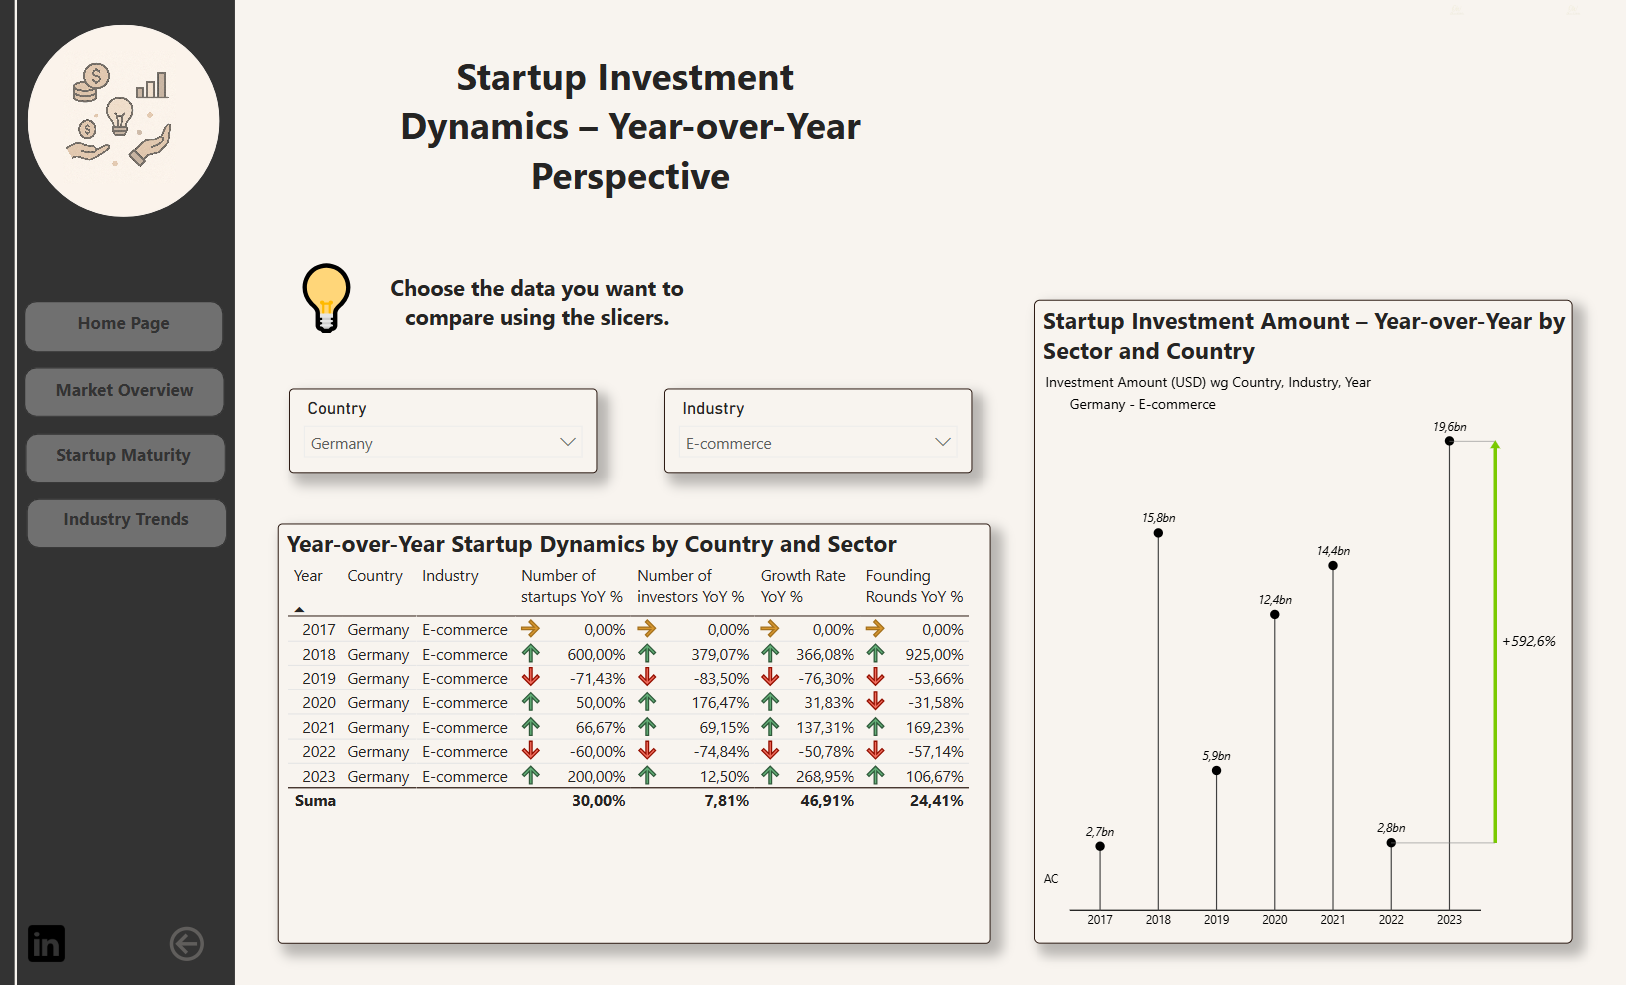 Startup Investment
Dynamics – Year-over-Year
Perspective
Home Page
Market Overview
Startup Maturity
Industry Trends
in
Choose the data you want to
compare using the slicers.
Country
Germany
Industry
E-commerce
Year-over-Year Startup Dynamics by Country and Sector
Year Country Industry Number of startups YoY % Number of investors YoY % Growth Rate YoY % Founding Rounds YoY %
2017 Germany E-commerce 0,00% 0,00% 0,00% 0,00%
2018 Germany E-commerce 600,00% 379,07% 366,08% 925,00%
2019 Germany E-commerce -71,43% -83,50% -76,30% -53,66%
2020 Germany E-commerce 50,00% 176,47% 31,83% -31,58%
2021 Germany E-commerce 66,67% 69,15% 137,31% 169,23%
2022 Germany E-commerce -60,00% -74,84% -50,78% -57,14%
2023 Germany E-commerce 200,00% 12,50% 268,95% 106,67%
Suma 30,00% 7,81% 46,91% 24,41%
Startup Investment Amount – Year-over-Year by
Sector and Country
Investment Amount (USD) wg Country, Industry, Year
Germany - E-commerce
19,6bn
15,8bn
14,4bn
12,4bn
+592,6%
5,9bn
2,7bn
2,8bn
AC
2017 2018 2019 2020 2021 2022 2023